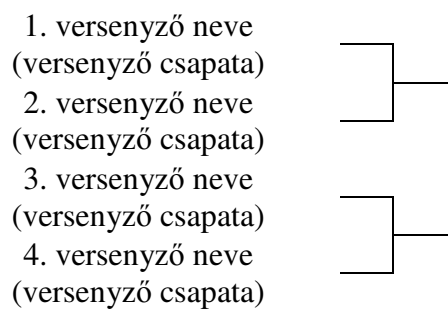 1. versenyző neve
(versenyző csapata)
2. versenyző neve
(versenyző csapata)
3. versenyző neve
(versenyző csapata)
4. versenyző neve
(versenyző csapata)